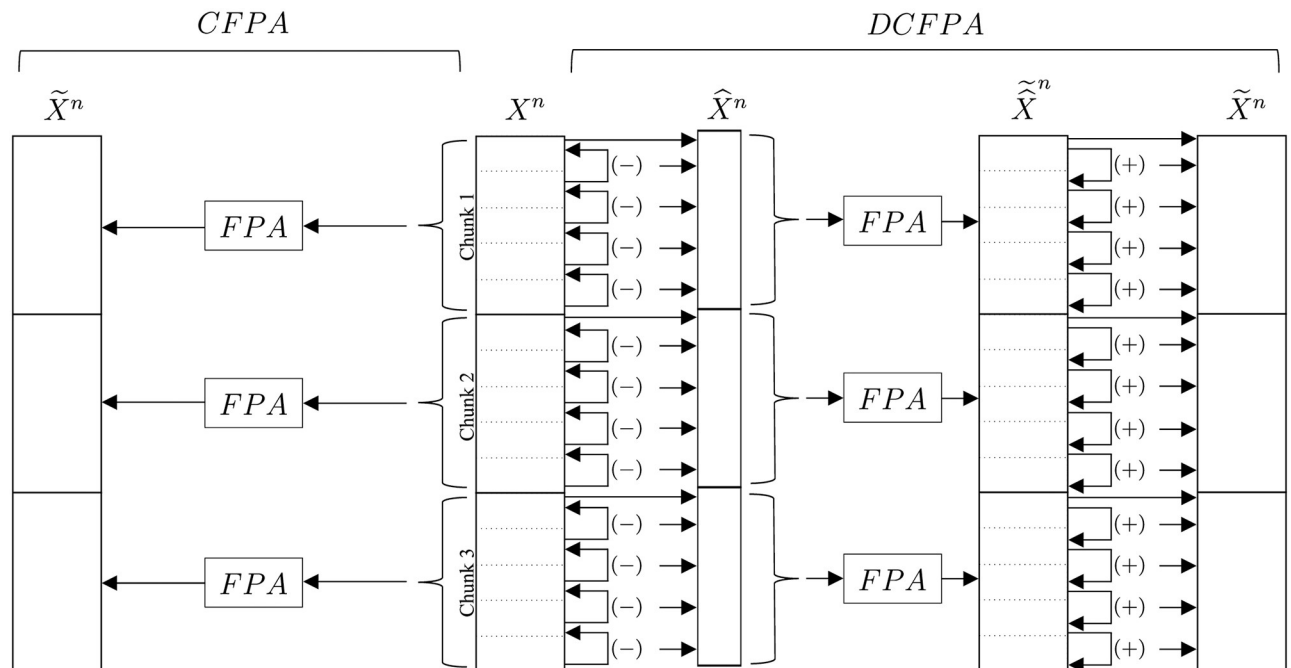 CFPA DCFPA
X̃ⁿ Xⁿ X̂ⁿ X̂̃ⁿ X̃ⁿ
(−) (+)
Chunk 1
FPA (−) FPA (+)
(−) (+)
(−) (+)
(−) (+)
Chunk 2
FPA (−) FPA (+)
(−) (+)
(−) (+)
(−) (+)
Chunk 3
FPA (−) FPA (+)
(−) (+)
(−) (+)